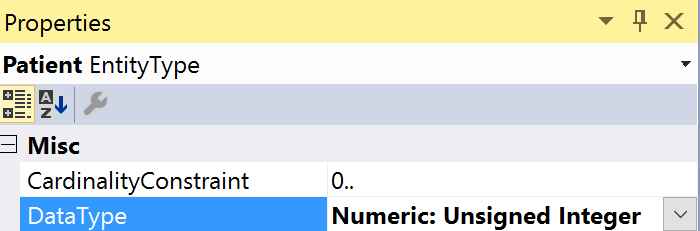 Properties
Patient EntityType
A
Z
Misc
CardinalityConstraint 0..
DataType Numeric: Unsigned Integer